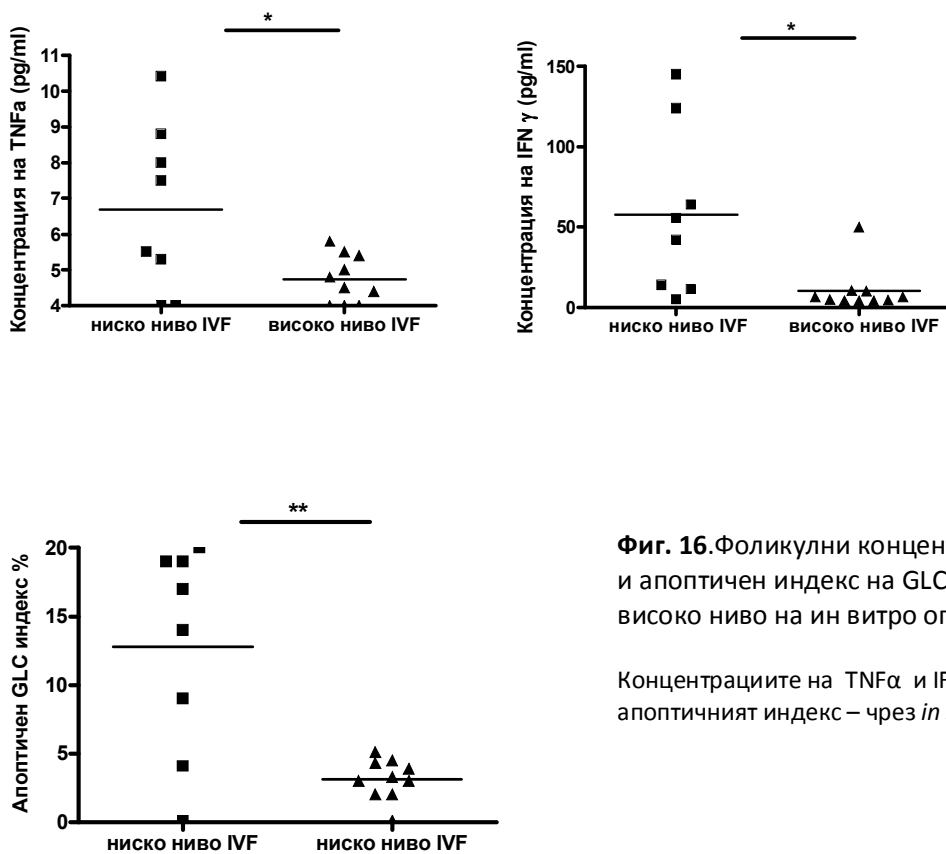 *
Концентрация на TNFa (pg/ml)
11
10
9
8
7
6
5
4
ниско ниво IVF високо ниво IVF
*
Концентрация на IFN γ (pg/ml)
150
100
50
0
ниско ниво IVF високо ниво IVF
**
Апоптичен GLC индекс %
20
15
10
5
0
ниско ниво IVF ниско ниво IVF
Фиг. 16.Фоликулни
и апоптичен индекс на GLC
високо ниво на ин витро
Концентрациите на TNFα и
апоптичният индекс – чрез in